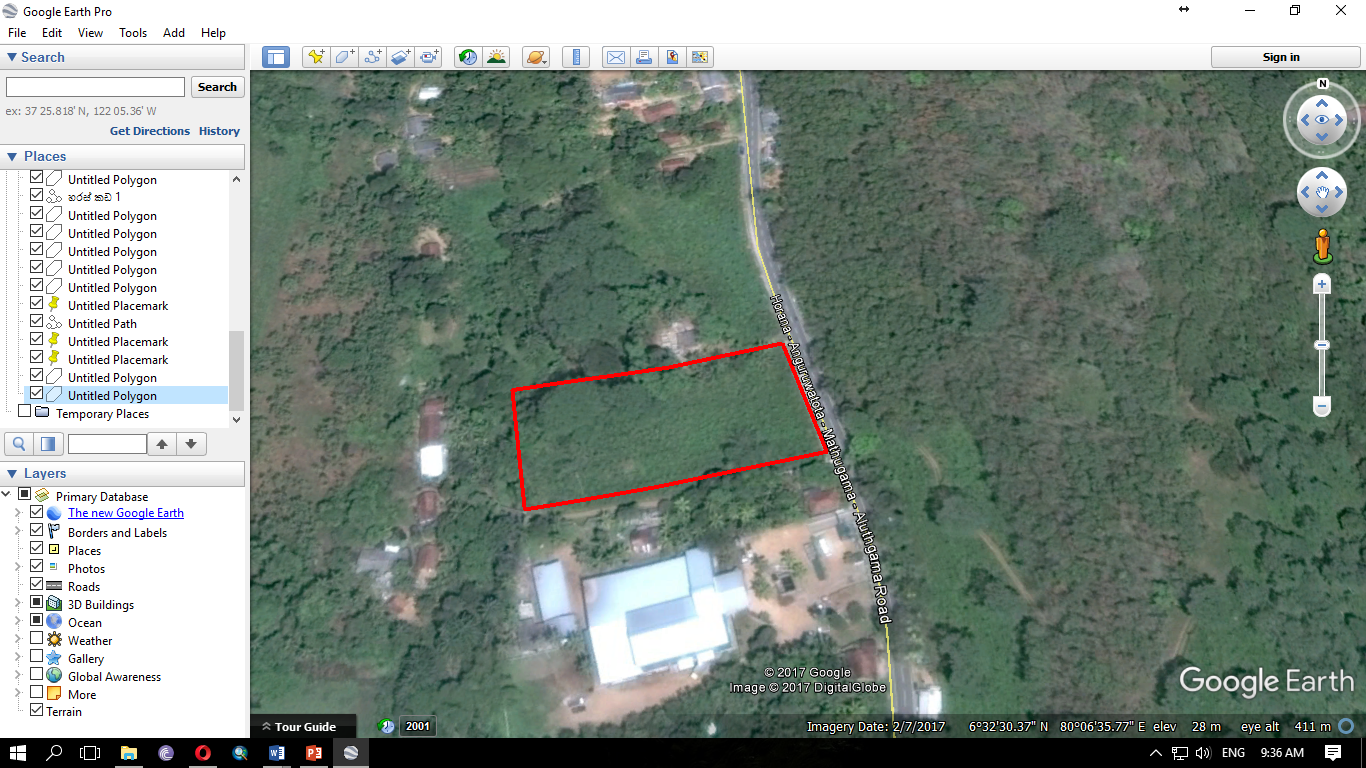 Google Earth Pro
File Edit View Tools Add Help
Search
Search
ex: 37 25.818' N, 122 05.36' W
Get Directions History
Places
Untitled Polygon
හරස් කඩ 1
Untitled Polygon
Untitled Polygon
Untitled Polygon
Untitled Polygon
Untitled Polygon
Untitled Placemark
Untitled Path
Untitled Placemark
Untitled Placemark
Untitled Polygon
Untitled Polygon
Temporary Places
Layers
Primary Database
The new Google Earth
Borders and Labels
Places
Photos
Roads
3D Buildings
Ocean
Weather
Gallery
Global Awareness
More
Terrain
Sign in
N
Horana - Anguruwatota - Mathugama - Aluthgama Road
© 2017 Google
Image © 2017 DigitalGlobe
Google Earth
Tour Guide
2001
Imagery Date: 2/7/2017 6°32'30.37" N 80°06'35.77" E elev 28 m eye alt 411 m
ENG 9:36 AM